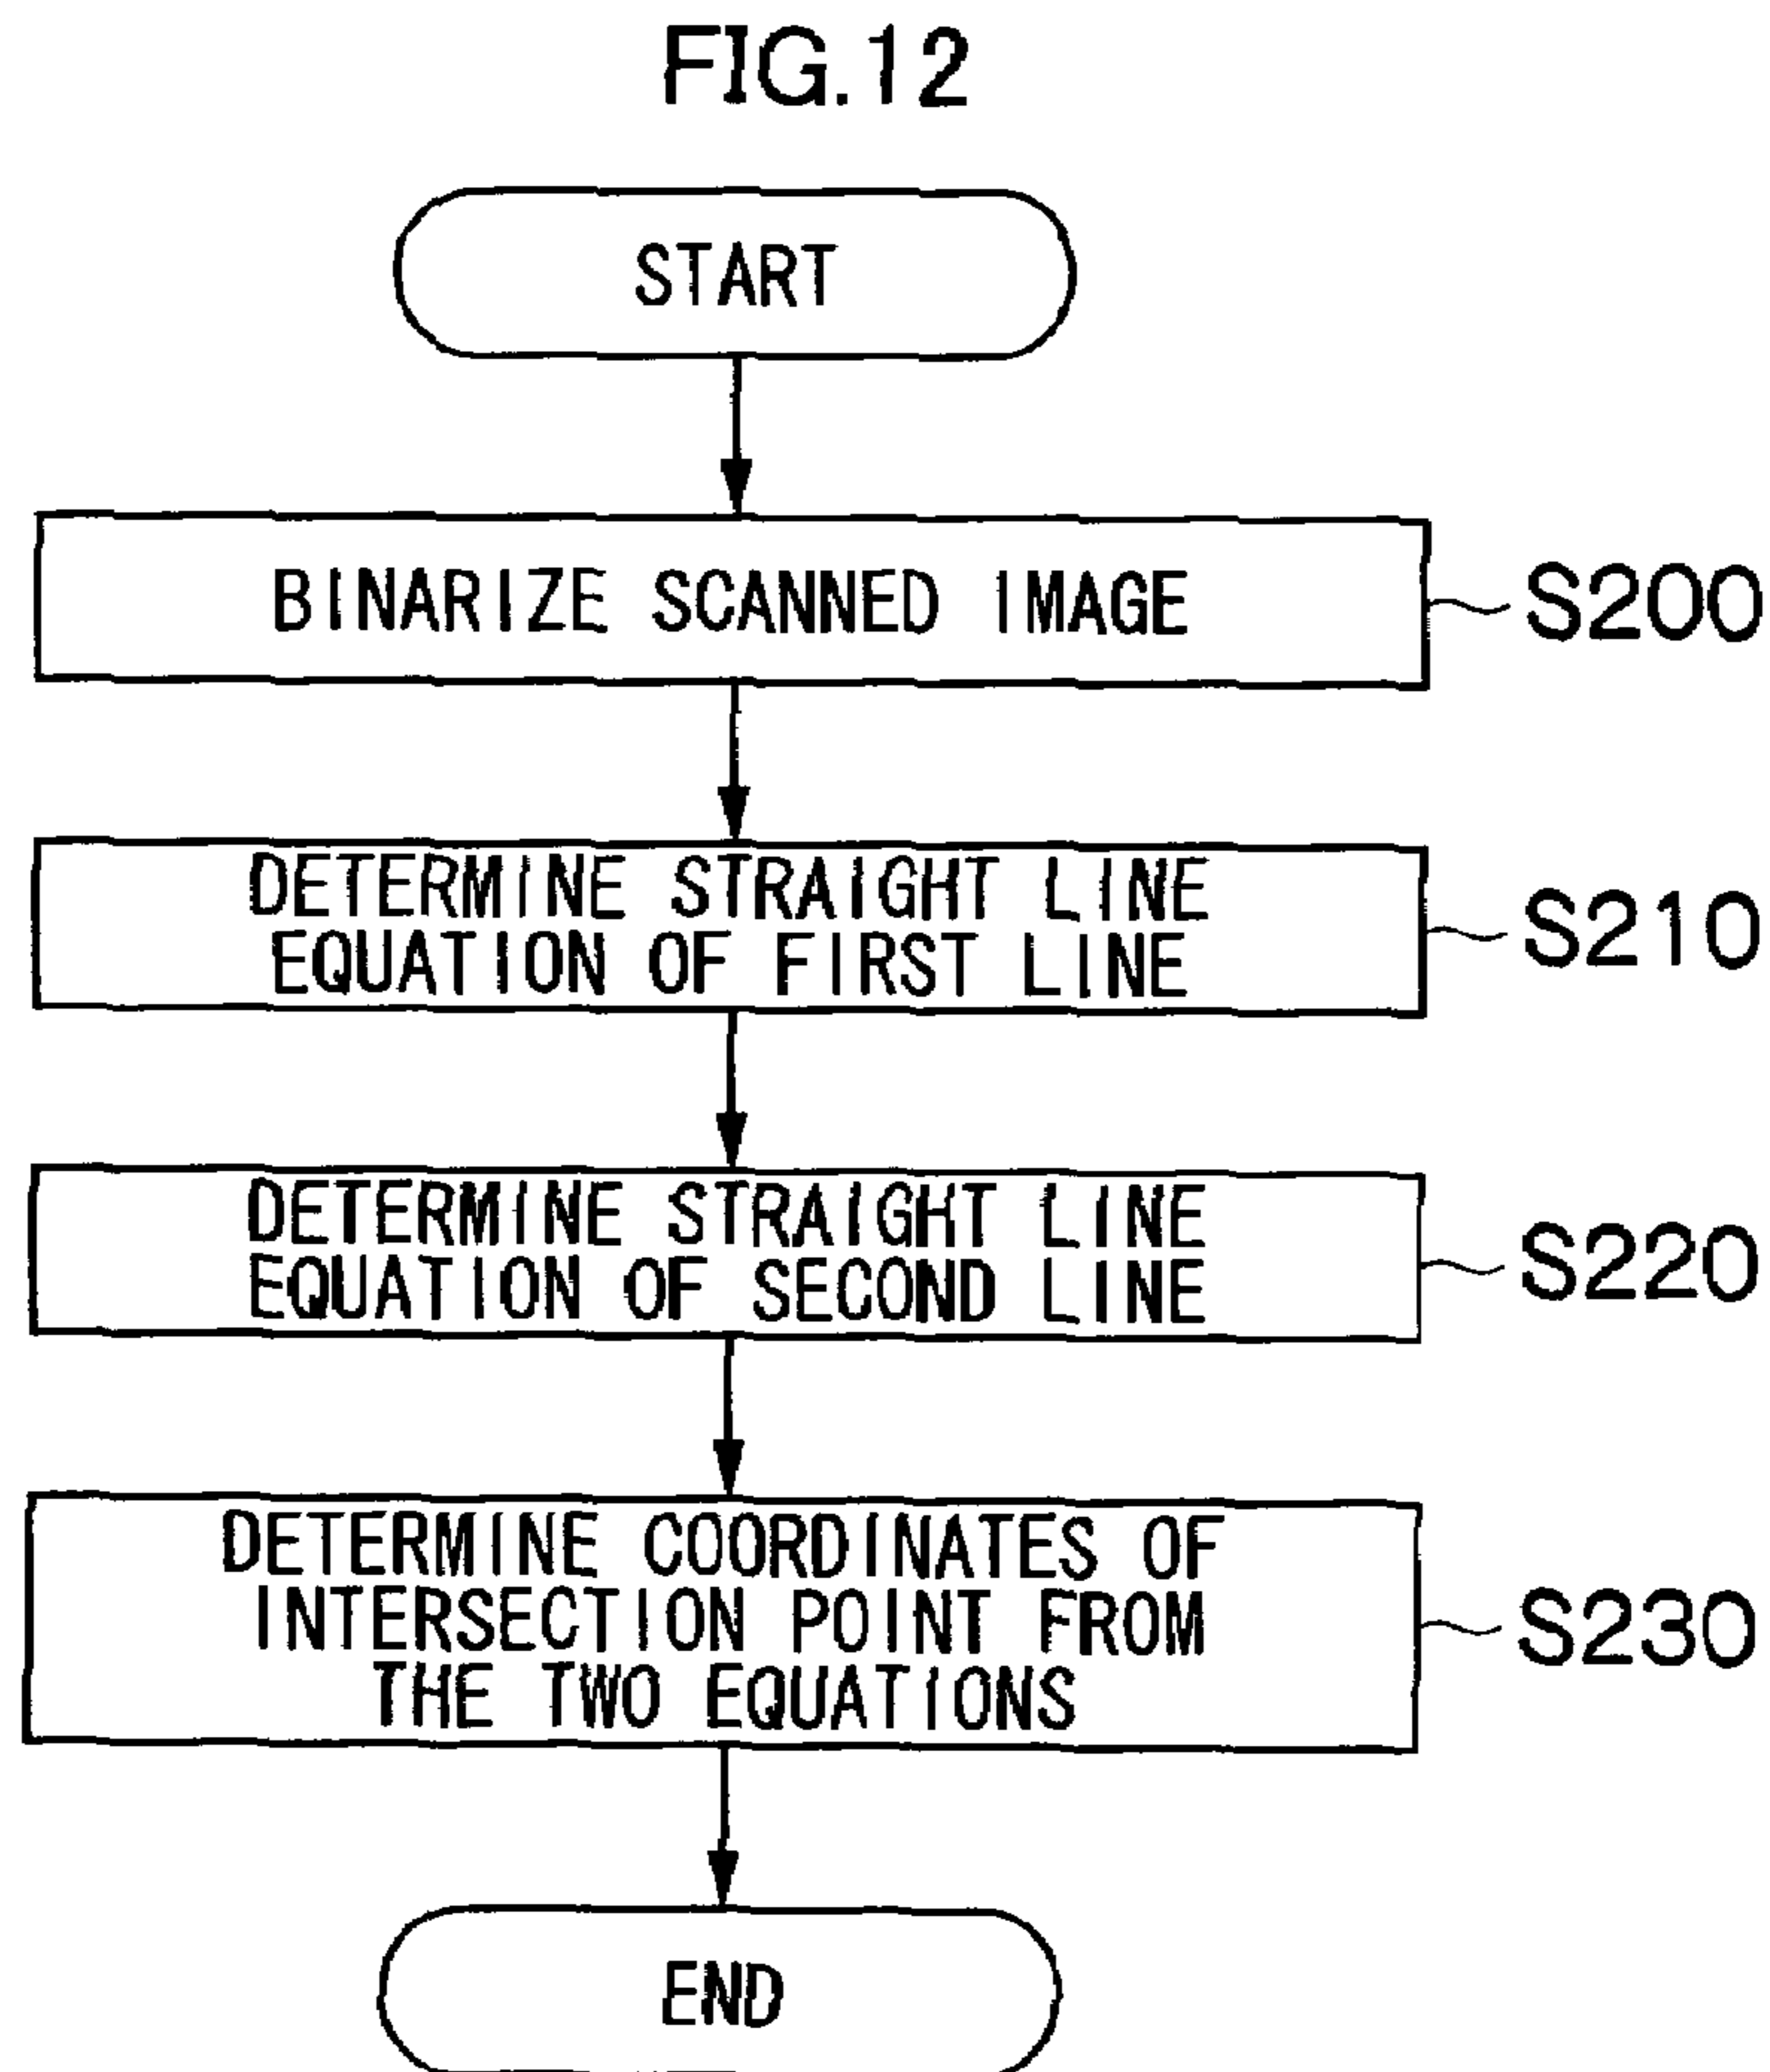 FIG.12
START
BINARIZE SCANNED IMAGE
S200
DETERMINE STRAIGHT LINE
EQUATION OF FIRST LINE
S210
DETERMINE STRAIGHT LINE
EQUATION OF SECOND LINE
S220
DETERMINE COORDINATES OF
INTERSECTION POINT FROM
THE TWO EQUATIONS
S230
END